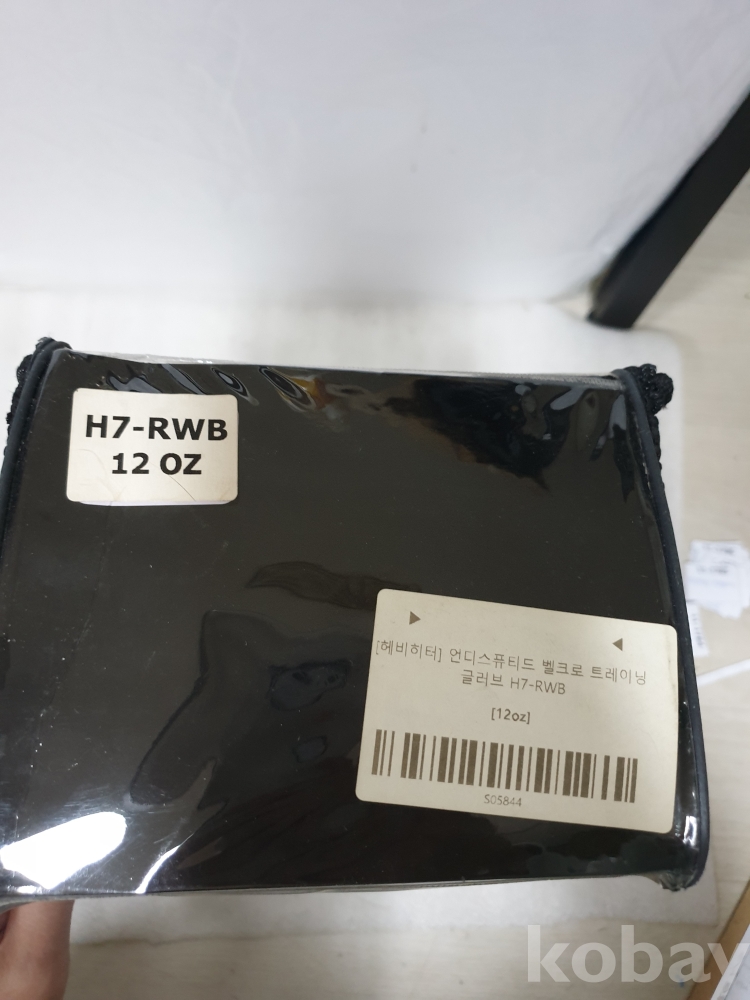 H7-RWB
12 OZ
[헤비히터] 언디스퓨티드 벨크로 트레이닝
글러브 H7-RWB
[12oz]
S05844
kobay